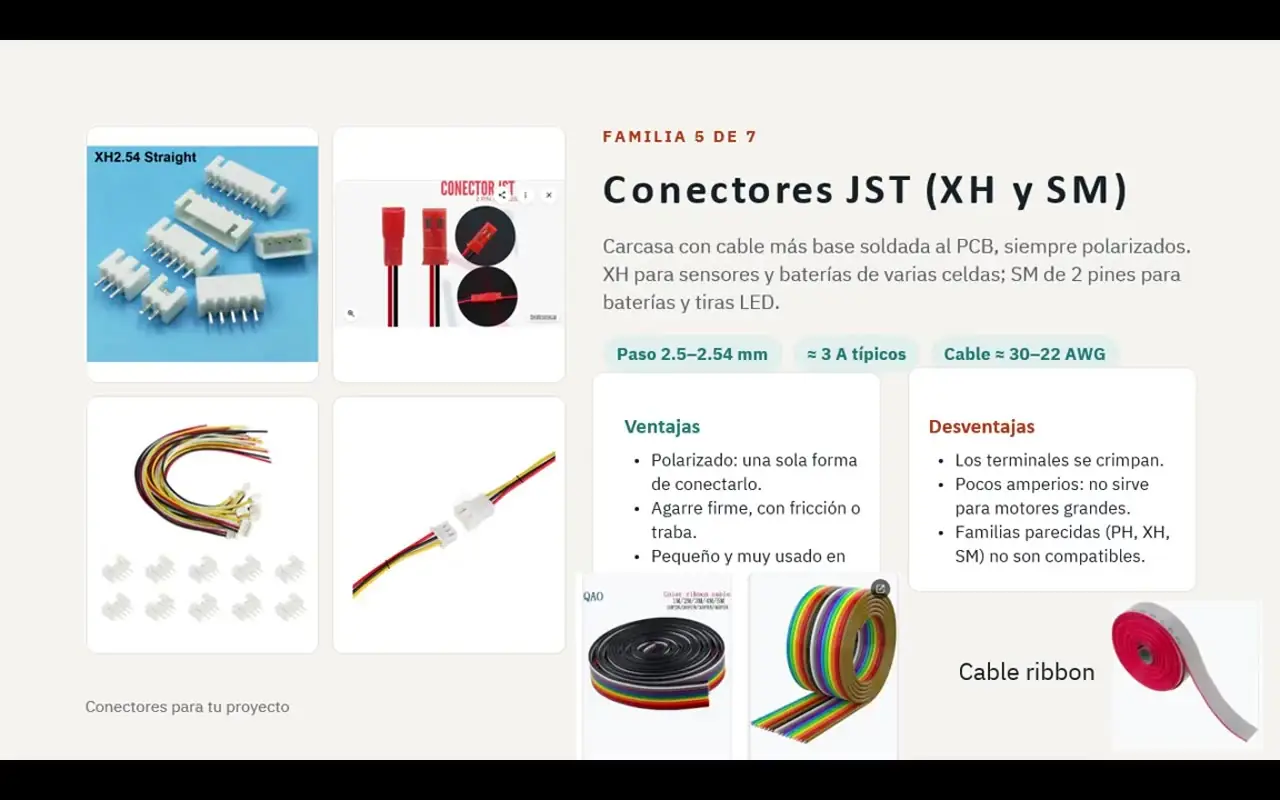 XH2.54 Straight
CONECTOR JST
FAMILIA 5 DE 7
Conectores JST (XH y SM)
Carcasa con cable más base soldada al PCB, siempre polarizados.
XH para sensores y baterías de varias celdas; SM de 2 pines para
baterías y tiras LED.
Paso 2.5–2.54 mm
≈ 3 A típicos
Cable ≈ 30–22 AWG
Ventajas
• Polarizado: una sola forma
de conectarlo.
• Agarre firme, con fricción o
traba.
• Pequeño y muy usado en
Desventajas
• Los terminales se crimpan.
• Pocos amperios: no sirve
para motores grandes.
• Familias parecidas (PH, XH,
SM) no son compatibles.
QAO
Color ribbon cable
Cable ribbon
Conectores para tu proyecto